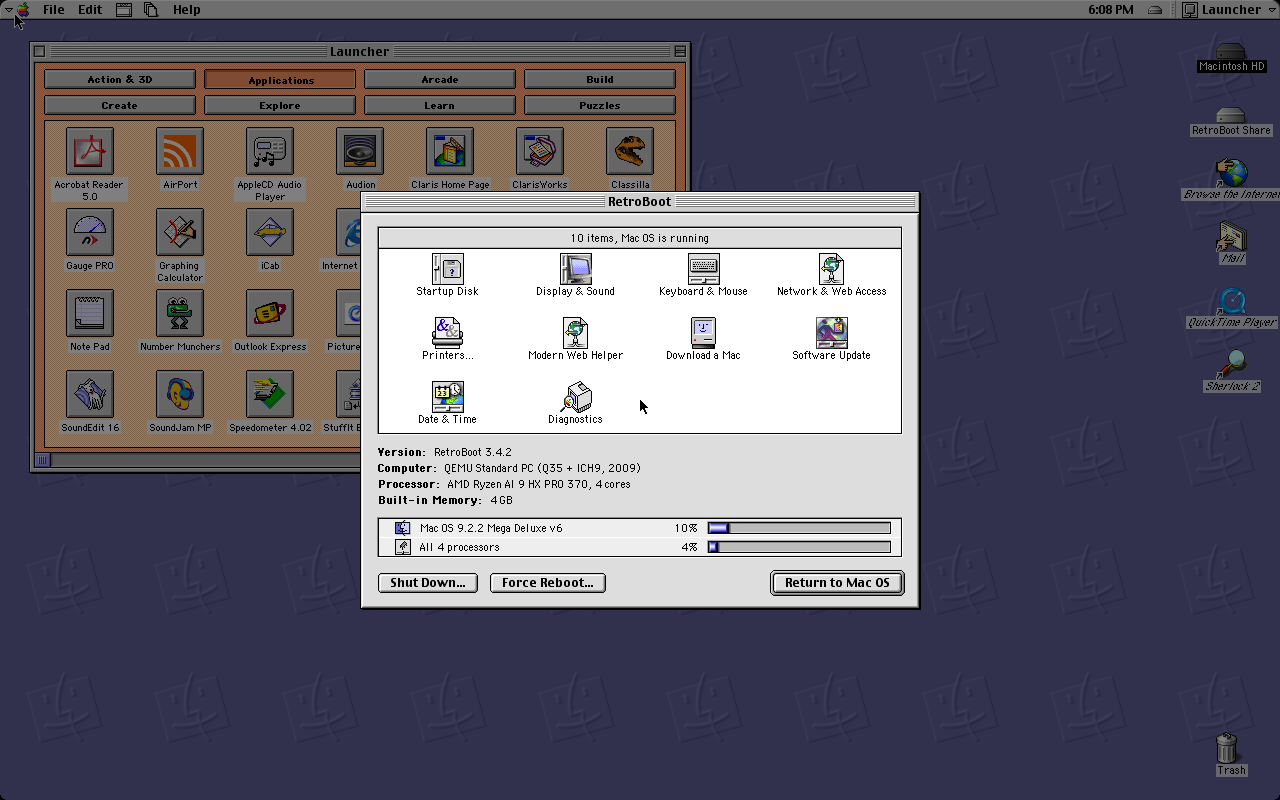 File Edit Help 6:08 PM Launcher
Launcher
Action & 3D Applications Arcade Build
Create Explore Learn Puzzles
Acrobat Reader 5.0
AirPort
AppleCD Audio Player
Audion
Claris Home Page
ClarisWorks
Classilla
Gauge PRO
Graphing Calculator
iCab
Internet
Note Pad
Number Munchers
Outlook Express
Picture
SoundEdit 16
SoundJam MP
Speedometer 4.02
StuffIt E
RetroBoot
10 items, Mac OS is running
Startup Disk Display & Sound Keyboard & Mouse Network & Web Access
Printers... Modern Web Helper Download a Mac Software Update
Date & Time Diagnostics
Version: RetroBoot 3.4.2
Computer: QEMU Standard PC (Q35 + ICH9, 2009)
Processor: AMD Ryzen AI 9 HX PRO 370, 4 cores
Built-in Memory: 4 GB
Mac OS 9.2.2 Mega Deluxe v6 10%
All 4 processors 4%
Shut Down... Force Reboot... Return to Mac OS
Macintosh HD
RetroBoot Share
Browse the Internet
Mail
QuickTime Player
Sherlock 2
Trash